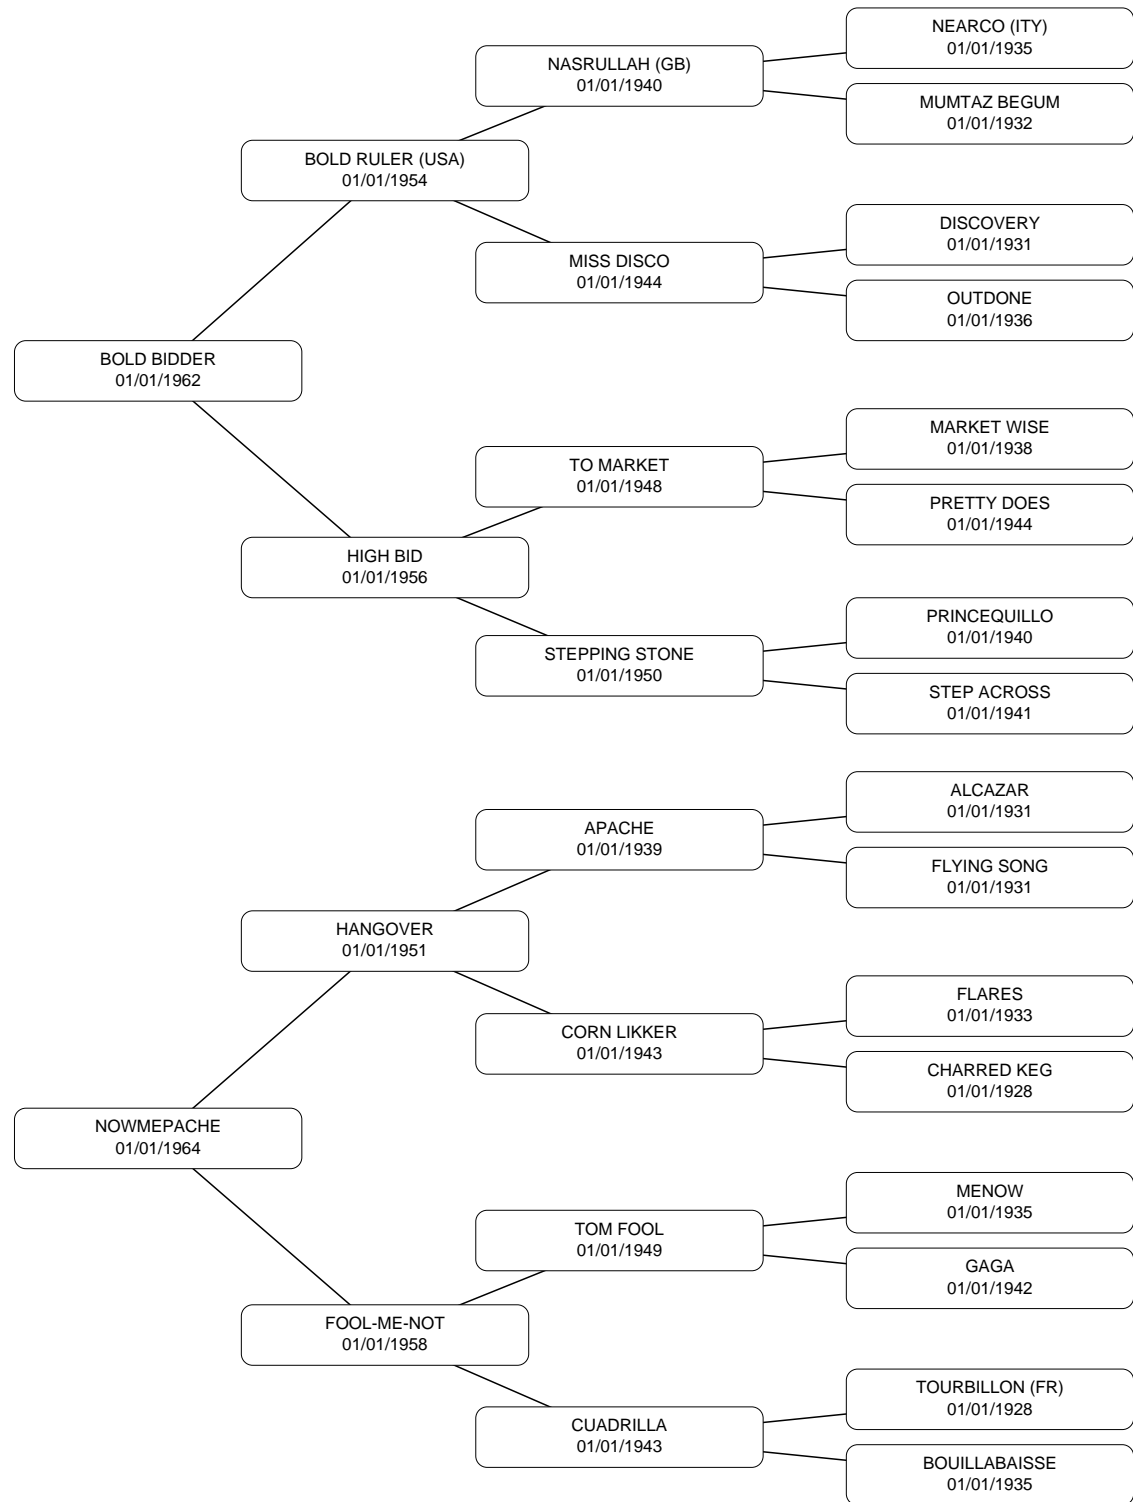 NEARCO (ITY)
01/01/1935
NASRULLAH (GB)
01/01/1940
MUMTAZ BEGUM
01/01/1932
BOLD RULER (USA)
01/01/1954
DISCOVERY
01/01/1931
MISS DISCO
01/01/1944
OUTDONE
01/01/1936
BOLD BIDDER
01/01/1962
MARKET WISE
01/01/1938
TO MARKET
01/01/1948
PRETTY DOES
01/01/1944
HIGH BID
01/01/1956
PRINCEQUILLO
01/01/1940
STEPPING STONE
01/01/1950
STEP ACROSS
01/01/1941
ALCAZAR
01/01/1931
APACHE
01/01/1939
FLYING SONG
01/01/1931
HANGOVER
01/01/1951
FLARES
01/01/1933
CORN LIKKER
01/01/1943
CHARRED KEG
01/01/1928
NOWMEPACHE
01/01/1964
MENOW
01/01/1935
TOM FOOL
01/01/1949
GAGA
01/01/1942
FOOL-ME-NOT
01/01/1958
TOURBILLON (FR)
01/01/1928
CUADRILLA
01/01/1943
BOUILLABAISSE
01/01/1935